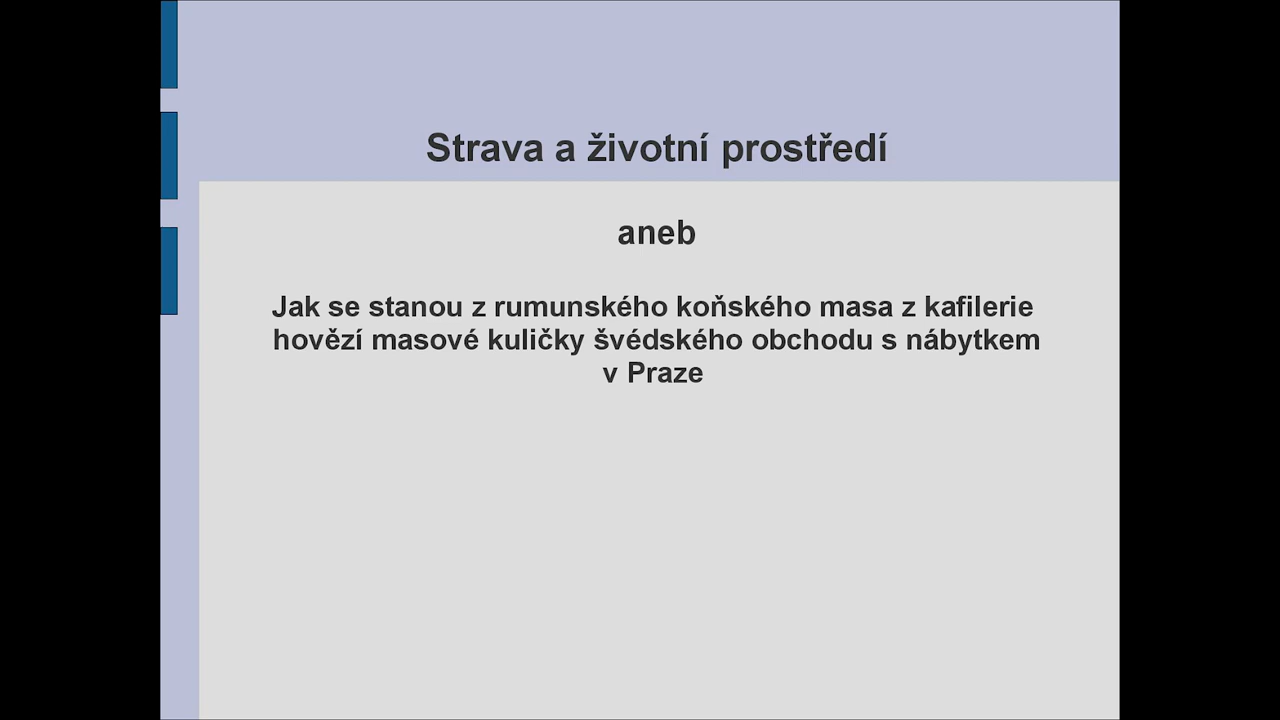 Strava a životní prostředí
aneb
Jak se stanou z rumunského koňského masa z kafilerie
hovězí masové kuličky švédského obchodu s nábytkem
v Praze